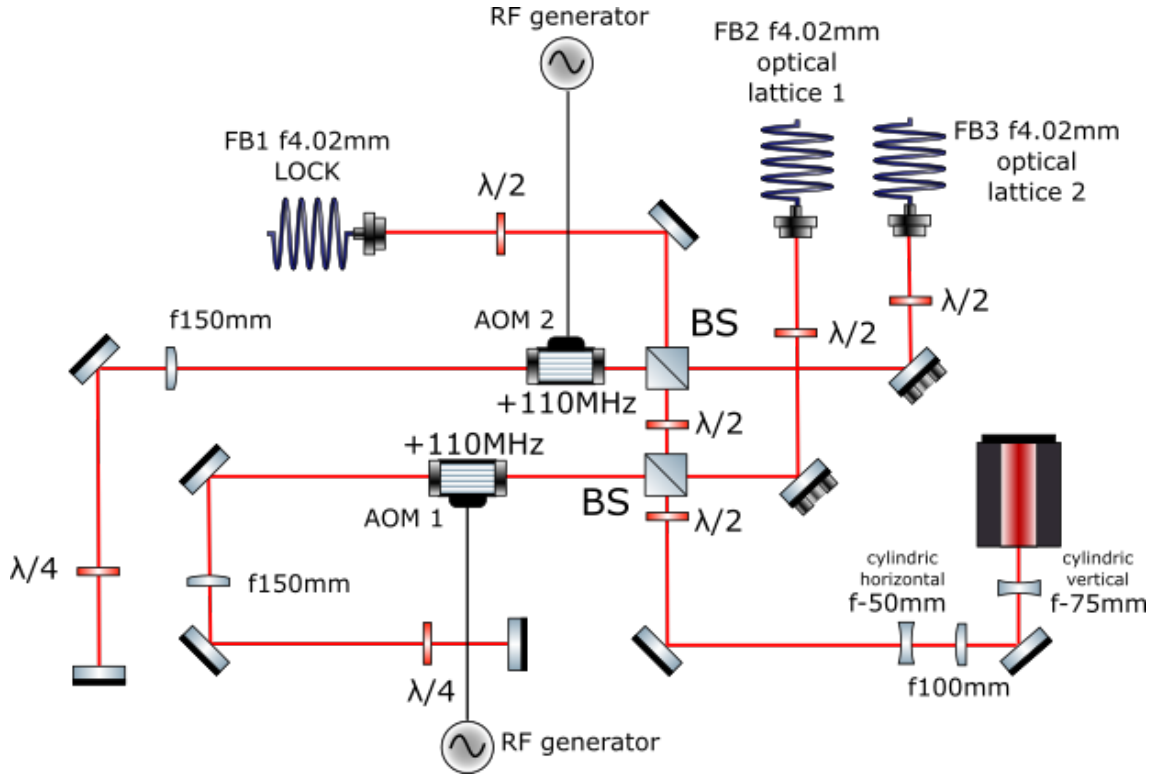 RF generator
FB2 f4.02mm
optical
lattice 1
FB3 f4.02mm
optical
lattice 2
FB1 f4.02mm
LOCK
λ/2
λ/2
λ/2
f150mm
AOM 2
BS
+110MHz
λ/2
+110MHz
BS
AOM 1
λ/2
λ/4
f150mm
cylindric
horizontal
f-50mm
cylindric
vertical
f-75mm
λ/4
f100mm
RF generator